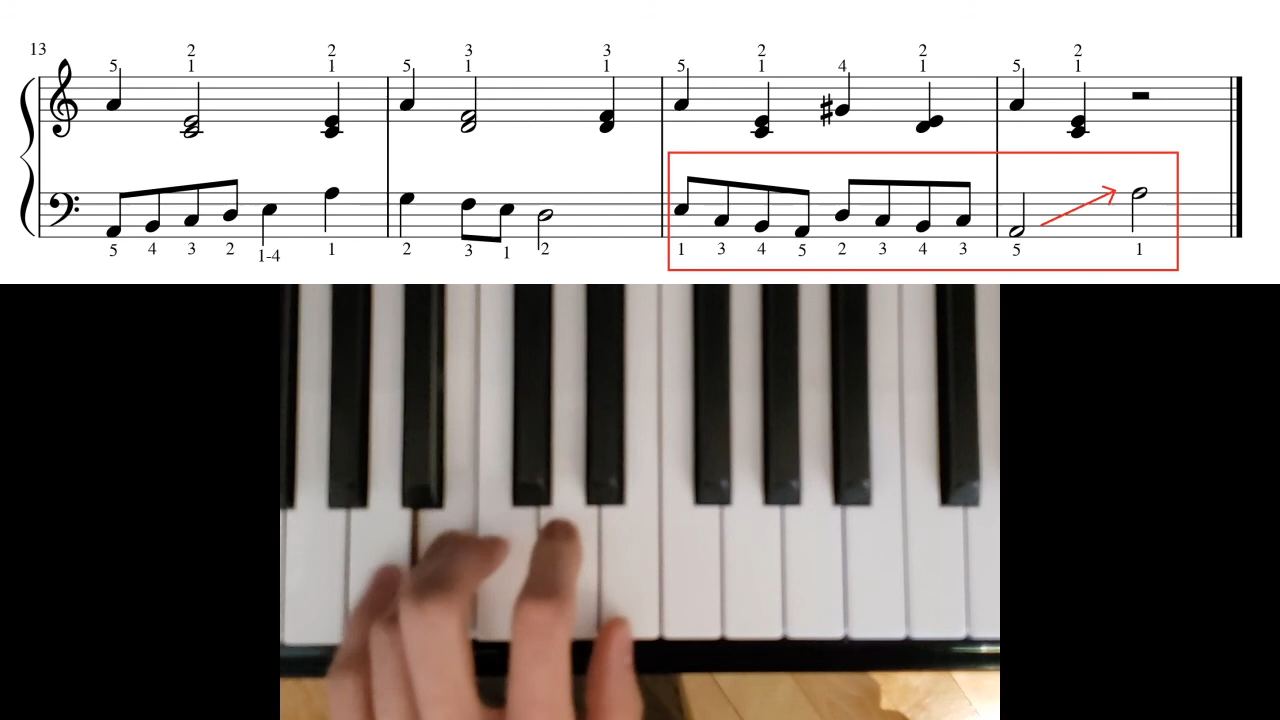 13
2 2 3 3 2 2 2
5 1 1 5 1 1 5 1 4 1 5 1
5 4 3 2 1-4 1 2 3 1 2 1 3 4 5 2 3 4 3 5 1